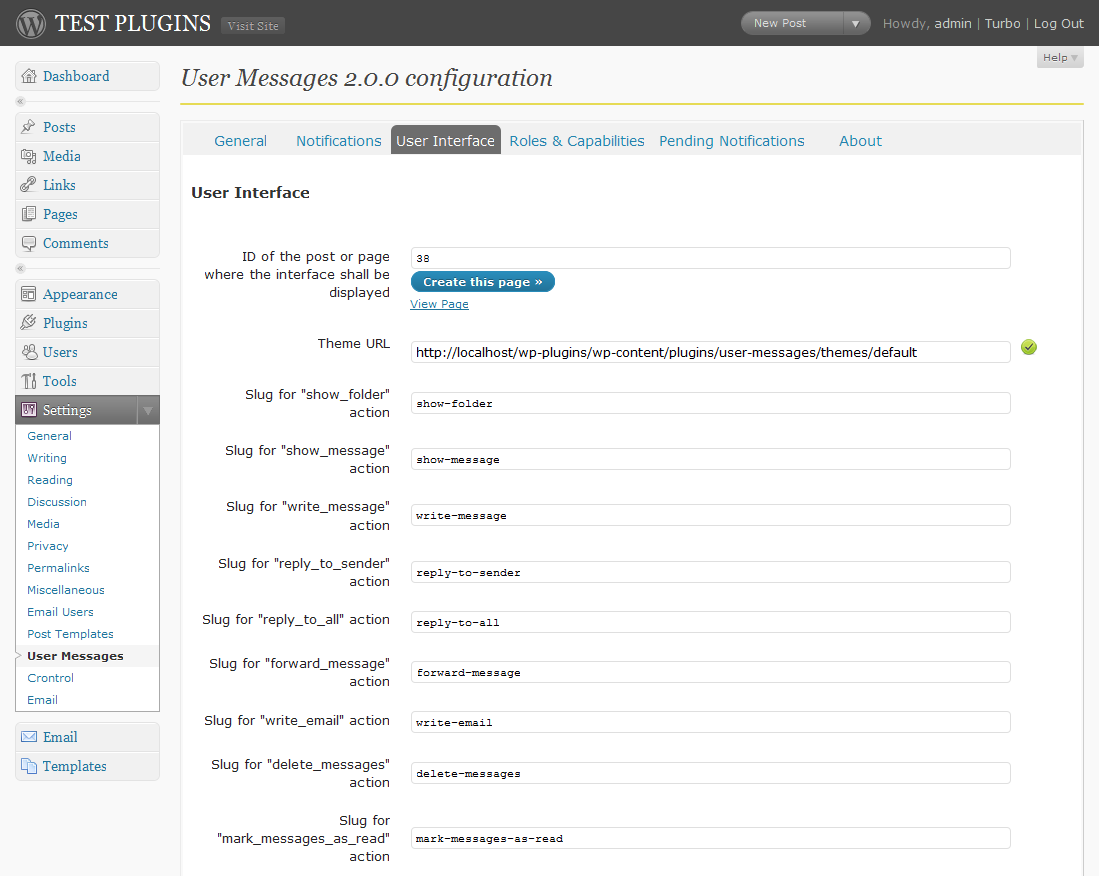 TEST PLUGINS Visit Site
New Post
Howdy, admin | Turbo | Log Out
Help
User Messages 2.0.0 configuration
Dashboard
Posts
Media
Links
Pages
Comments
Appearance
Plugins
Users
Tools
Settings
General
Writing
Reading
Discussion
Media
Privacy
Permalinks
Miscellaneous
Email Users
Post Templates
User Messages
Crontrol
Email
Email
Templates
General Notifications User Interface Roles & Capabilities Pending Notifications About
User Interface
ID of the post or page
where the interface shall be
displayed
38
Create this page »
View Page
Theme URL
http://localhost/wp-plugins/wp-content/plugins/user-messages/themes/default
Slug for "show_folder"
action
show-folder
Slug for "show_message"
action
show-message
Slug for "write_message"
action
write-message
Slug for "reply_to_sender"
action
reply-to-sender
Slug for "reply_to_all" action
reply-to-all
Slug for "forward_message"
action
forward-message
Slug for "write_email" action
write-email
Slug for "delete_messages"
action
delete-messages
Slug for
"mark_messages_as_read"
action
mark-messages-as-read